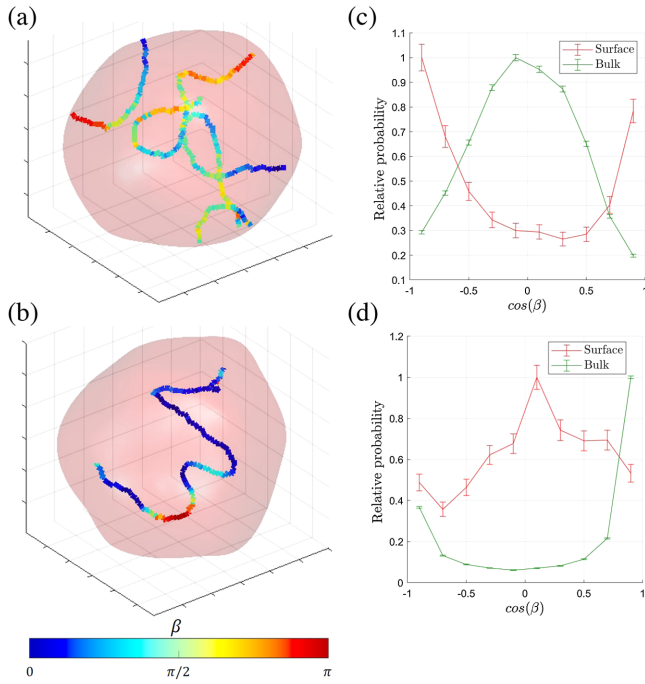 (a)
(b)
β
0
π/2
π
(c)
Relative probability
1.1
1
0.9
0.8
0.7
0.6
0.5
0.4
0.3
0.2
0.1
Surface
Bulk
-1
-0.5
0
0.5
1
cos(β)
(d)
Relative probability
1.2
1
0.8
0.6
0.4
0.2
0
Surface
Bulk
-1
-0.5
0
0.5
1
cos(β)